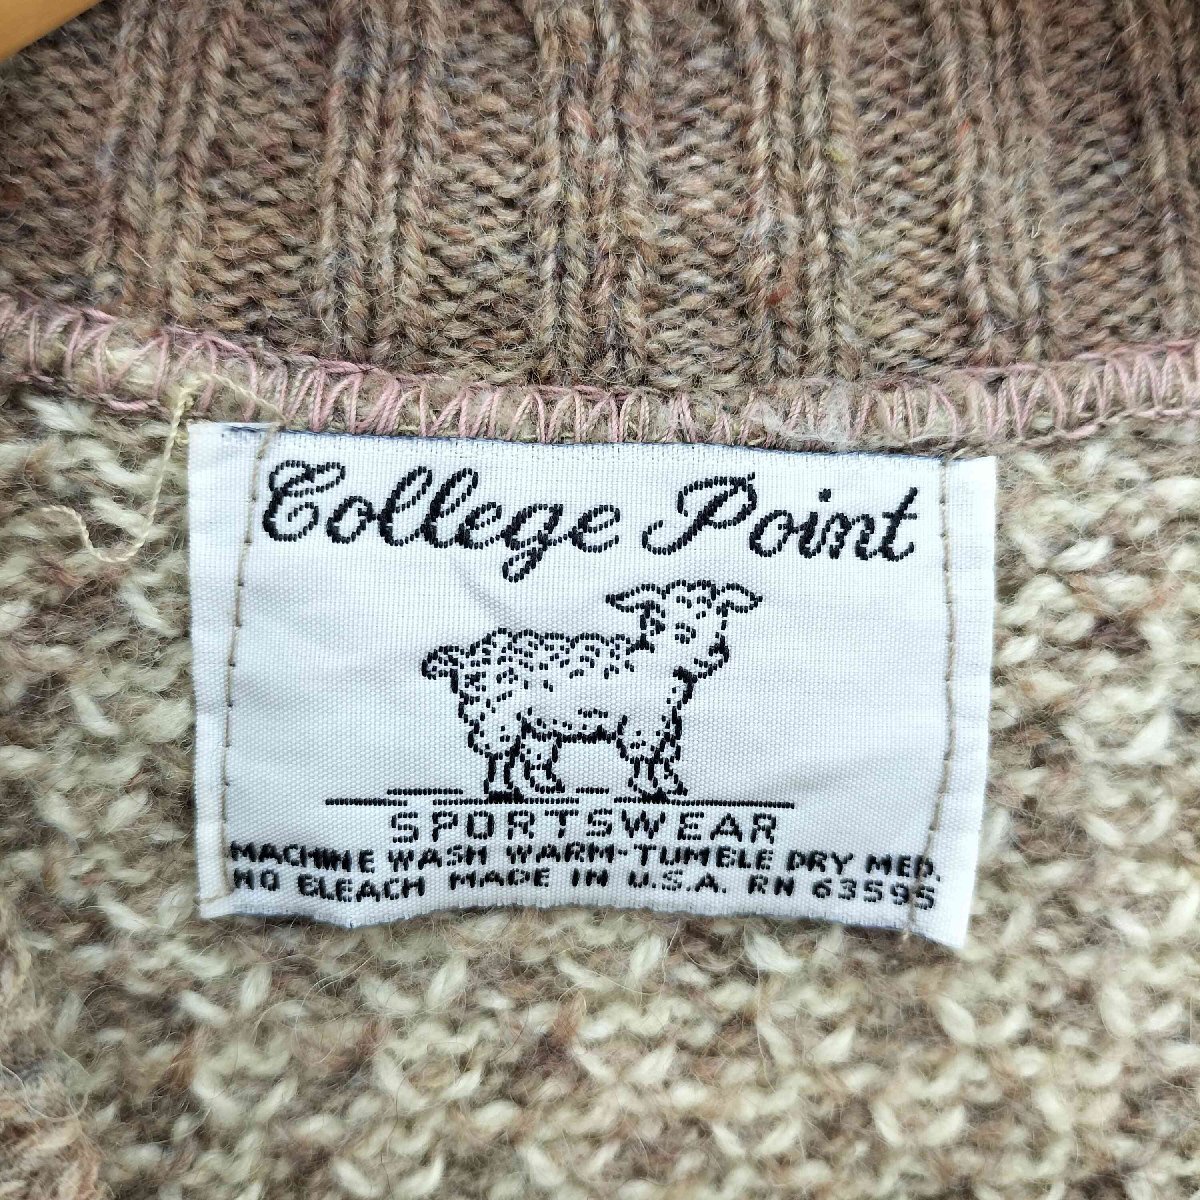 College Point
SPORTSWEAR
MACHINE WASH WARM-TUMBLE DRY MED.
NO BLEACH MADE IN U.S.A. RN 63595